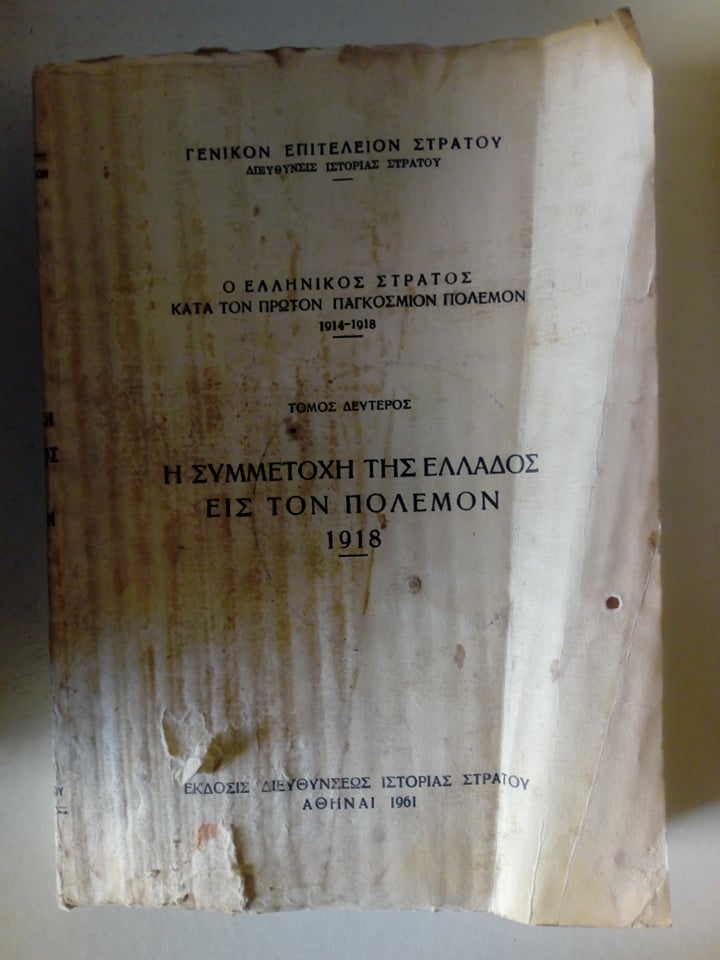 ΓΕΝΙΚΟΝ ΕΠΙΤΕΛΕΙΟΝ ΣΤΡΑΤΟΥ
ΔΙΕΥΘΥΝΣΙΣ ΙΣΤΟΡΙΑΣ ΣΤΡΑΤΟΥ
Ο ΕΛΛΗΝΙΚΟΣ ΣΤΡΑΤΟΣ
ΚΑΤΑ ΤΟΝ ΠΡΩΤΟΝ ΠΑΓΚΟΣΜΙΟΝ ΠΟΛΕΜΟΝ
1914-1918
ΤΟΜΟΣ ΔΕΥΤΕΡΟΣ
Η ΣΥΜΜΕΤΟΧΗ ΤΗΣ ΕΛΛΑΔΟΣ
ΕΙΣ ΤΟΝ ΠΟΛΕΜΟΝ
1918
ΕΚΔΟΣΙΣ ΔΙΕΥΘΥΝΣΕΩΣ ΙΣΤΟΡΙΑΣ ΣΤΡΑΤΟΥ
ΑΘΗΝΑΙ 1961